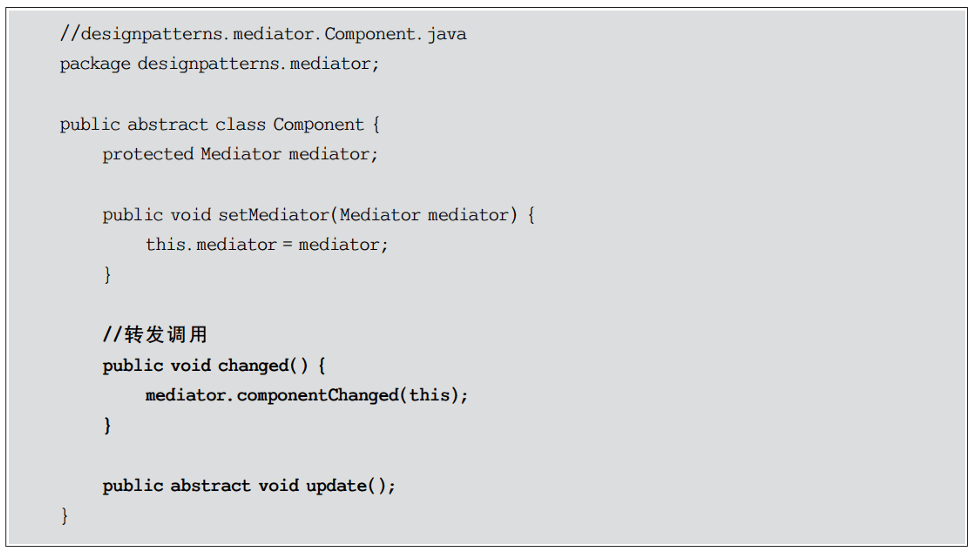 //designpatterns.mediator.Component.java
package designpatterns.mediator;
public abstract class Component {
protected Mediator mediator;
public void setMediator(Mediator mediator) {
this.mediator = mediator;
}
//转发调用
public void changed() {
mediator.componentChanged(this);
}
public abstract void update();
}